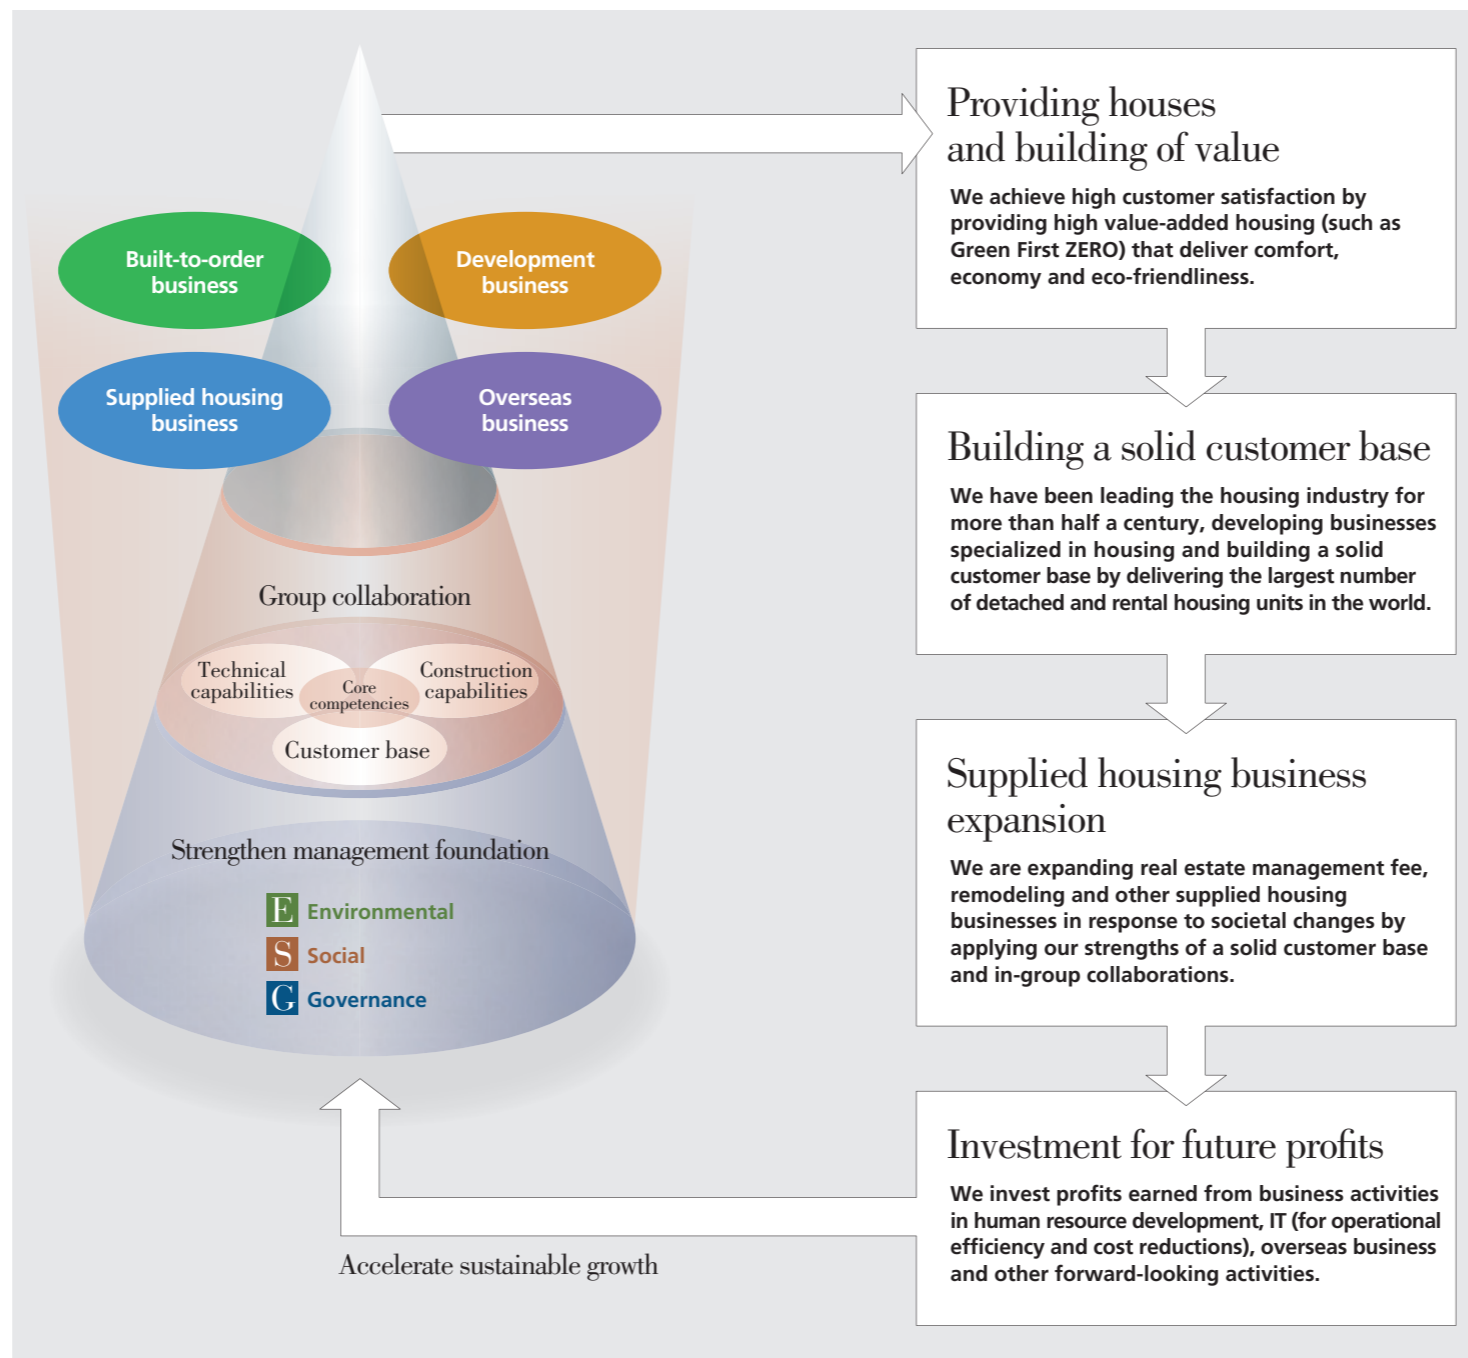 Built-to-order
business
Development
business
Supplied housing
business
Overseas
business
Group collaboration
Technical
capabilities
Core
competencies
Construction
capabilities
Customer base
Strengthen management foundation
E Environmental
S Social
G Governance
Accelerate sustainable growth
Providing houses
and building of value
We achieve high customer satisfaction by
providing high value-added housing (such as
Green First ZERO) that deliver comfort,
economy and eco-friendliness.
Building a solid customer base
We have been leading the housing industry for
more than half a century, developing businesses
specialized in housing and building a solid
customer base by delivering the largest number
of detached and rental housing units in the world.
Supplied housing business
expansion
We are expanding real estate management fee,
remodeling and other supplied housing
businesses in response to societal changes by
applying our strengths of a solid customer base
and in-group collaborations.
Investment for future profits
We invest profits earned from business activities
in human resource development, IT (for operational
efficiency and cost reductions), overseas business
and other forward-looking activities.